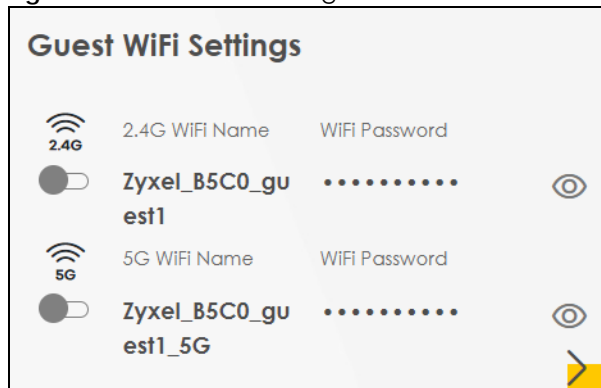 Guest WiFi Settings
2.4G WiFi Name WiFi Password
2.4G
Zyxel_B5C0_gu ••••••••••
est1
5G WiFi Name WiFi Password
5G
Zyxel_B5C0_gu ••••••••••
est1_5G